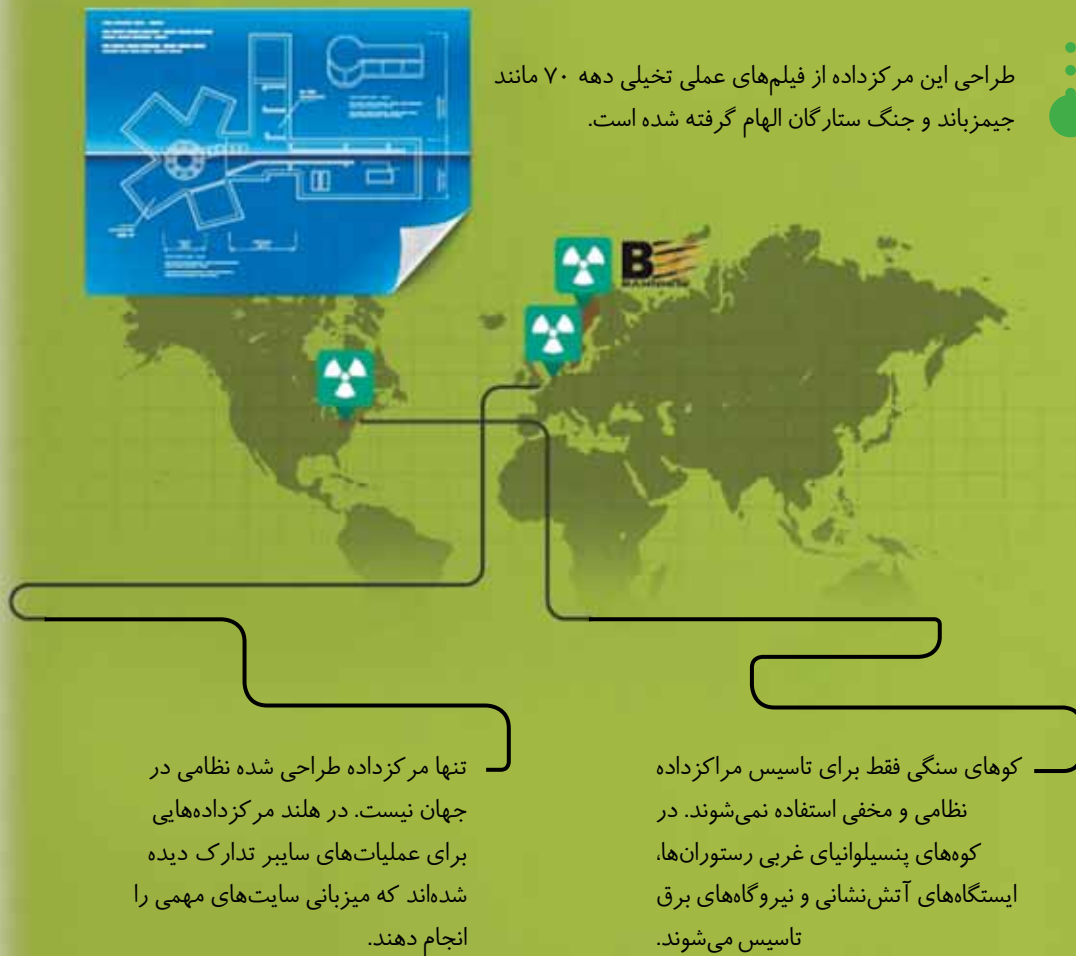 طراحی این مرکزداده از فیلم‌های عملی تخیلی دهه ۷۰ مانند
جیمزباند و جنگ ستارگان الهام گرفته شده است.
کوهای سنگی فقط برای تاسیس مراکزداده
نظامی و مخفی استفاده نمی‌شوند. در
کوه‌های پنسیلوانیای غربی رستوران‌ها،
ایستگاه‌های آتش‌نشانی و نیروگاه‌های برق
تاسیس می‌شوند.
تنها مرکزداده طراحی شده نظامی در
جهان نیست. در هلند مرکزداده‌هایی
برای عملیات‌های سایبر تدارک دیده
شده‌اند که میزبانی سایت‌های مهمی را
انجام دهند.